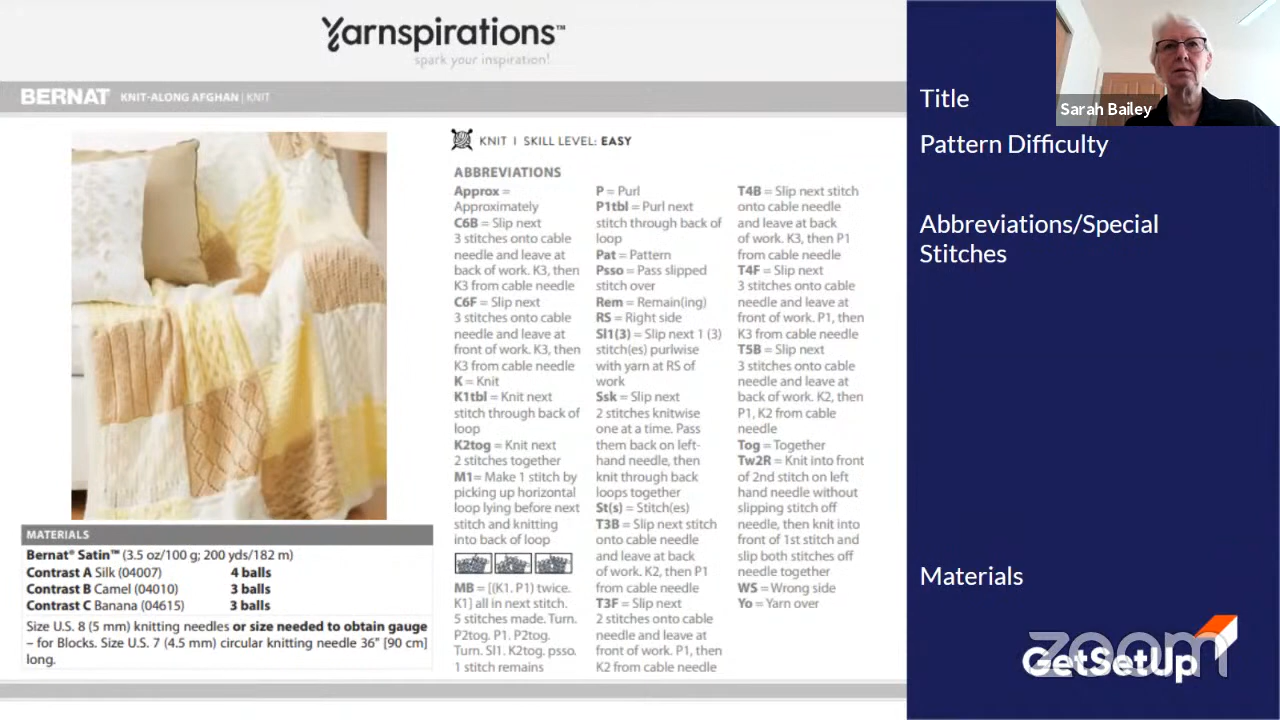 Yarnspirations™
spark your inspiration!
BERNAT KNIT-ALONG AFGHAN | KNIT
KNIT | SKILL LEVEL: EASY
ABBREVIATIONS
Approx =
Approximately
C6B = Slip next
3 stitches onto cable
needle and leave at
back of work. K3, then
K3 from cable needle
C6F = Slip next
3 stitches onto cable
needle and leave at
front of work. K3, then
K3 from cable needle
K = Knit
K1tbl = Knit next
stitch through back of
loop
K2tog = Knit next
2 stitches together
M1= Make 1 stitch by
picking up horizontal
loop lying before next
stitch and knitting
into back of loop
MB = [(K1. P1) twice.
K1] all in next stitch.
5 stitches made. Turn.
P2tog. P1. P2tog.
Turn. Sl1. K2tog. psso.
1 stitch remains
P = Purl
P1tbl = Purl next
stitch through back of
loop
Pat = Pattern
Psso = Pass slipped
stitch over
Rem = Remain(ing)
RS = Right side
Sl1(3) = Slip next 1 (3)
stitch(es) purlwise
with yarn at RS of
work
Ssk = Slip next
2 stitches knitwise
one at a time. Pass
them back on left-
hand needle, then
knit through back
loops together
St(s) = Stitch(es)
T3B = Slip next stitch
onto cable needle
and leave at back
of work. K2, then P1
from cable needle
T3F = Slip next
2 stitches onto cable
needle and leave at
front of work. P1, then
K2 from cable needle
T4B = Slip next stitch
onto cable needle
and leave at back
of work. K3, then P1
from cable needle
T4F = Slip next
3 stitches onto cable
needle and leave at
front of work. P1, then
K3 from cable needle
T5B = Slip next
3 stitches onto cable
needle and leave at
back of work. K2, then
P1, K2 from cable
needle
Tog = Together
Tw2R = Knit into front
of 2nd stitch on left
hand needle without
slipping stitch off
needle, then knit into
front of 1st stitch and
slip both stitches off
needle together
WS = Wrong side
Yo = Yarn over
MATERIALS
Bernat® Satin™ (3.5 oz/100 g; 200 yds/182 m)
Contrast A Silk (04007) 4 balls
Contrast B Camel (04010) 3 balls
Contrast C Banana (04615) 3 balls
Size U.S. 8 (5 mm) knitting needles or size needed to obtain gauge
– for Blocks. Size U.S. 7 (4.5 mm) circular knitting needle 36" [90 cm]
long.
Title
Sarah Bailey
Pattern Difficulty
Abbreviations/Special
Stitches
Materials
zoom
GetSetUp